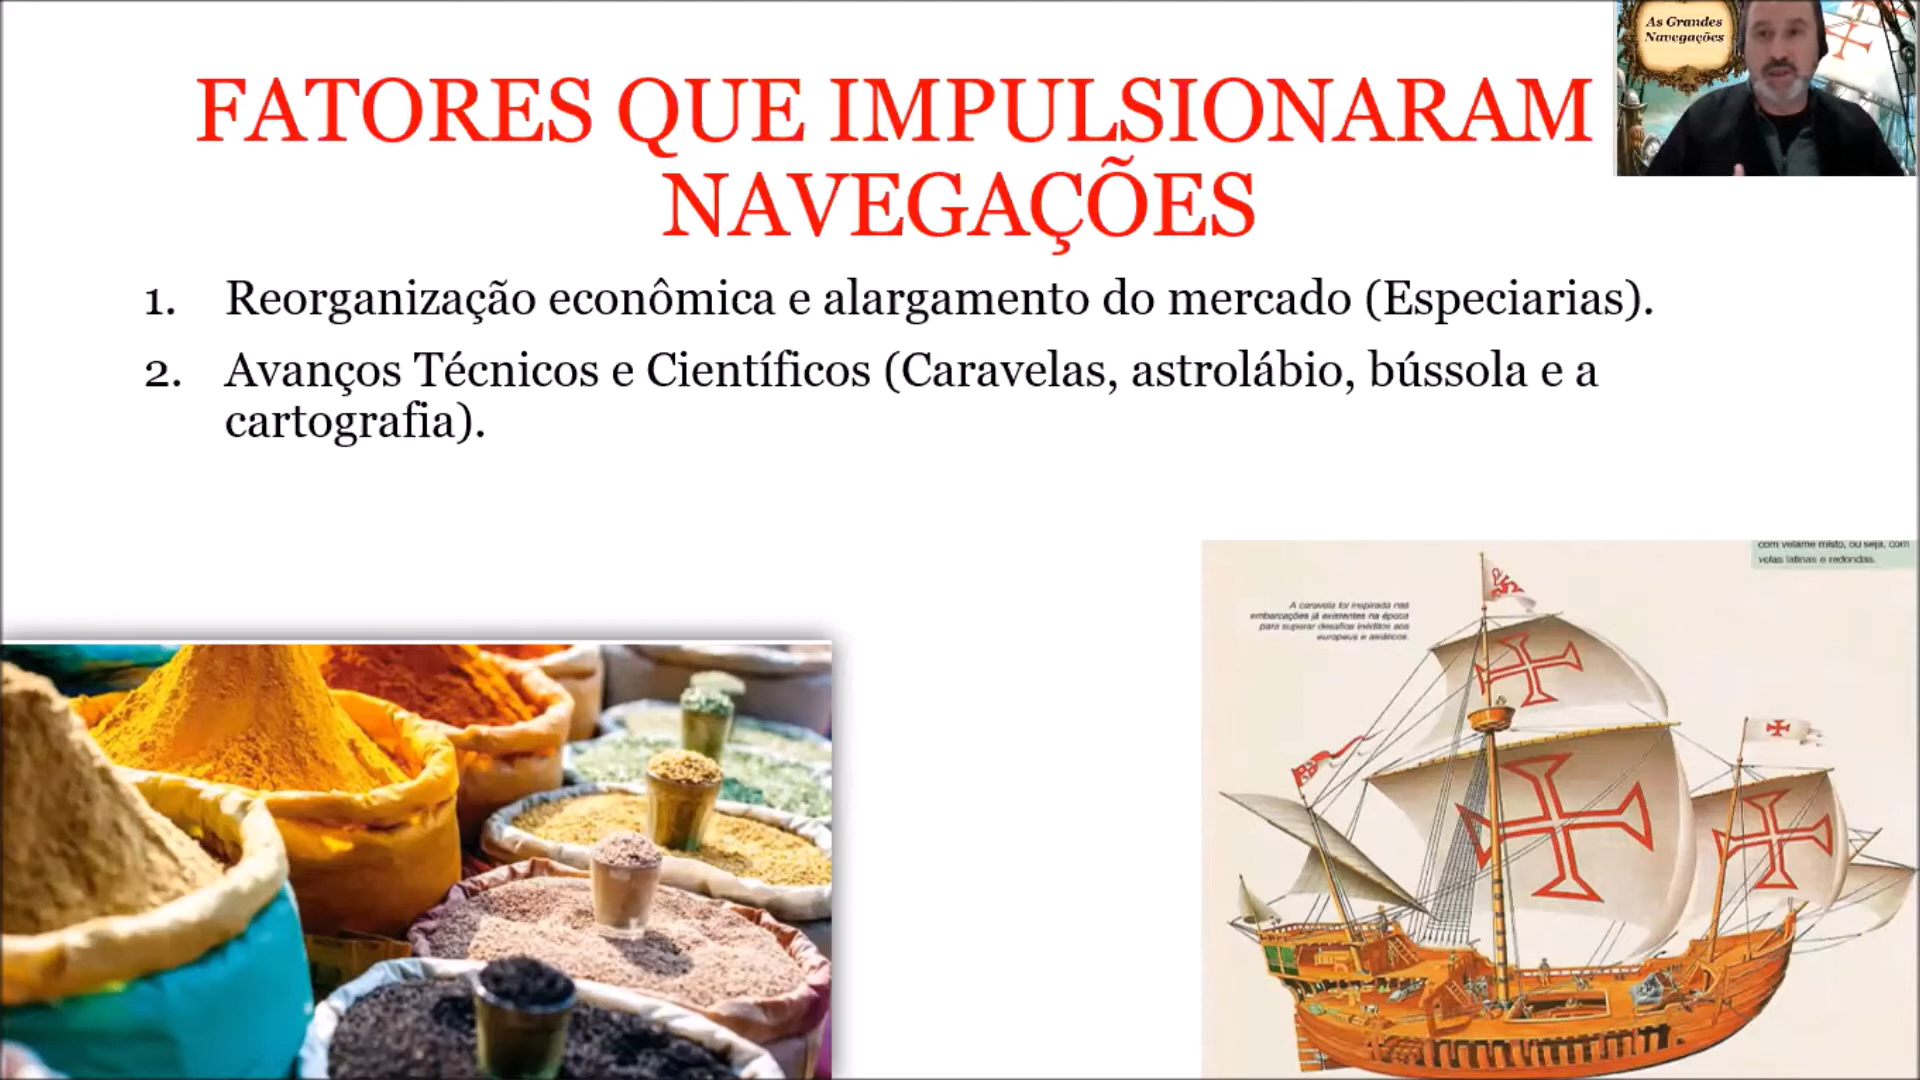 As Grandes
Navegações
FATORES QUE IMPULSIONARAM
NAVEGAÇÕES
1. Reorganização econômica e alargamento do mercado (Especiarias).
2. Avanços Técnicos e Científicos (Caravelas, astrolábio, bússola e a
cartografia).
com velame misto, ou seja, com
velas latinas e redondas.
A caravela foi inspirada nas
embarcações já existentes na época
para superar desafios inéditos aos
europeus e asiáticos.